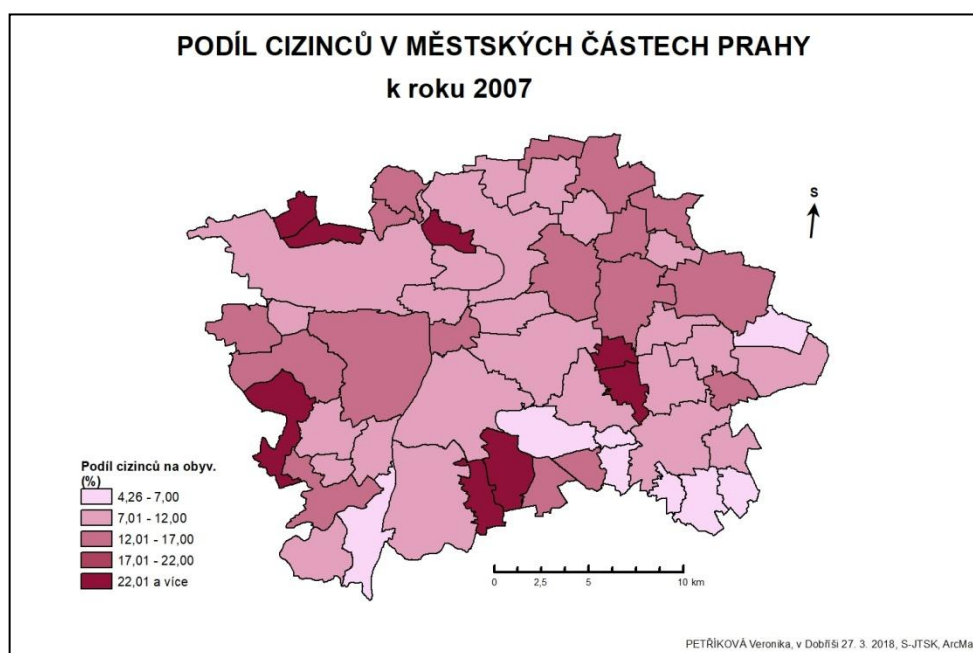 PODÍL CIZINCŮ V MĚSTSKÝCH ČÁSTECH PRAHY
k roku 2007
S
Podíl cizinců na obyv.
(%)
4,26 - 7,00
7,01 - 12,00
12,01 - 17,00
17,01 - 22,00
22,01 a více
0 2,5 5 10 km
PETŘÍKOVÁ Veronika, v Dobříši 27. 3. 2018, S-JTSK, ArcMa